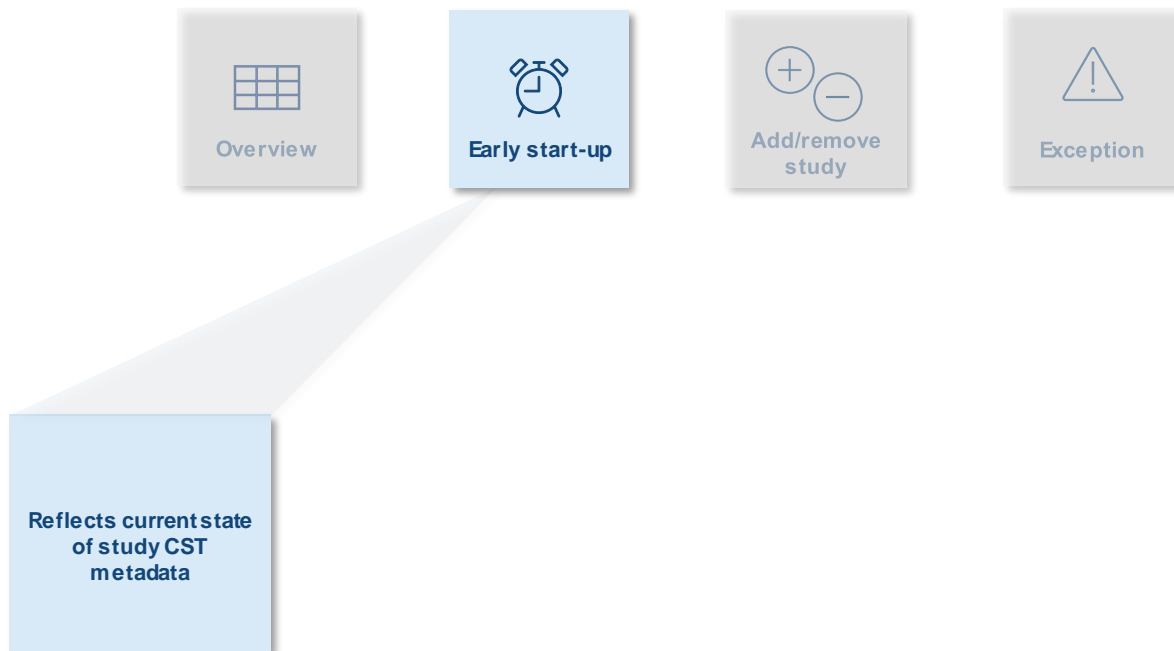 Overview
Early start-up
Add/remove
study
Exception
Reflects current state
of study CST
metadata